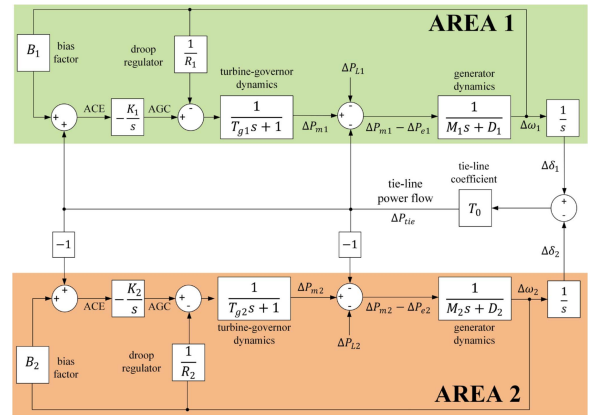 AREA 1
B₁
bias
factor
droop
regulator
1
R₁
turbine-governor
dynamics
ΔP_L1
generator
dynamics
ACE
-K₁
s
AGC
1
T_g1 s + 1
ΔP_m1
ΔP_m1 − ΔP_e1
1
M₁s + D₁
Δω₁
1
s
+
+
-
+
+
-
-
Δδ₁
tie-line
coefficient
tie-line
power flow
ΔP_tie
T₀
+
-
-1
-1
Δδ₂
ACE
-K₂
s
AGC
1
T_g2 s + 1
ΔP_m2
ΔP_m2 − ΔP_e2
1
M₂s + D₂
Δω₂
1
s
+
+
+
-
-
+
-
turbine-governor
dynamics
generator
dynamics
ΔP_L2
B₂
bias
factor
droop
regulator
1
R₂
AREA 2